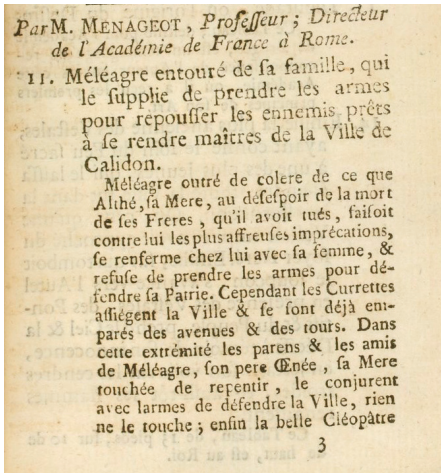 Par M. MENAGEOT, Professeur; Directeur
de l'Académie de France à Rome.
11. Méléagre entouré de sa famille, qui
le supplie de prendre les armes
pour repousser les ennemis prêts
à se rendre maîtres de la Ville de
Calidon.
Méléagre outré de colere de ce que
Althé, sa Mere, au désespoir de la mort
de ses Freres, qu'il avoit tués, faisoit
contre lui les plus affreuses imprécations,
se renferme chez lui avec sa femme, &
refuse de prendre les armes pour dé-
fendre sa Patrie. Cependant les Currettes
assiégent la Ville & se sont déjà em-
parés des avenues & des tours. Dans
cette extrémité les parens & les amis
de Méléagre, son pere Œnée, sa Mere
touchée de repentir, le conjurent
avec larmes de défendre la Ville, rien
ne le touche; enfin la belle Cléopâtre
3